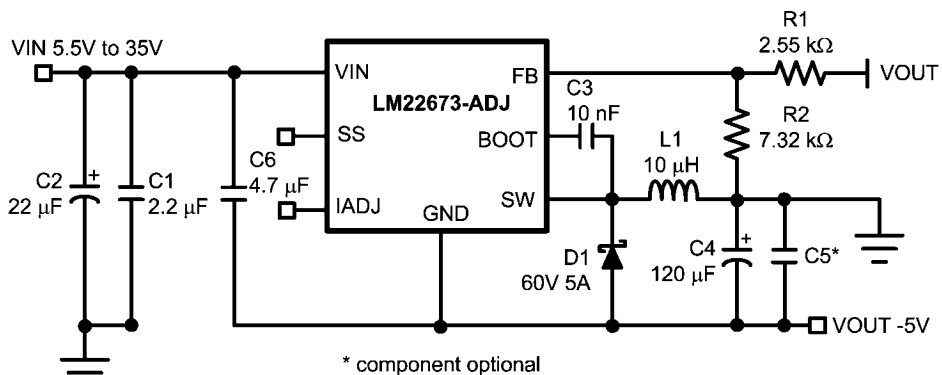 VIN 5.5V to 35V
R1
2.55 kΩ
VOUT
VIN
FB
C3
10 nF
LM22673-ADJ
R2
7.32 kΩ
SS
BOOT
C6
4.7 μF
L1
10 μH
C2
+
22 μF
C1
2.2 μF
IADJ
GND
SW
D1
60V 5A
C4
+
120 μF
C5*
VOUT -5V
* component optional